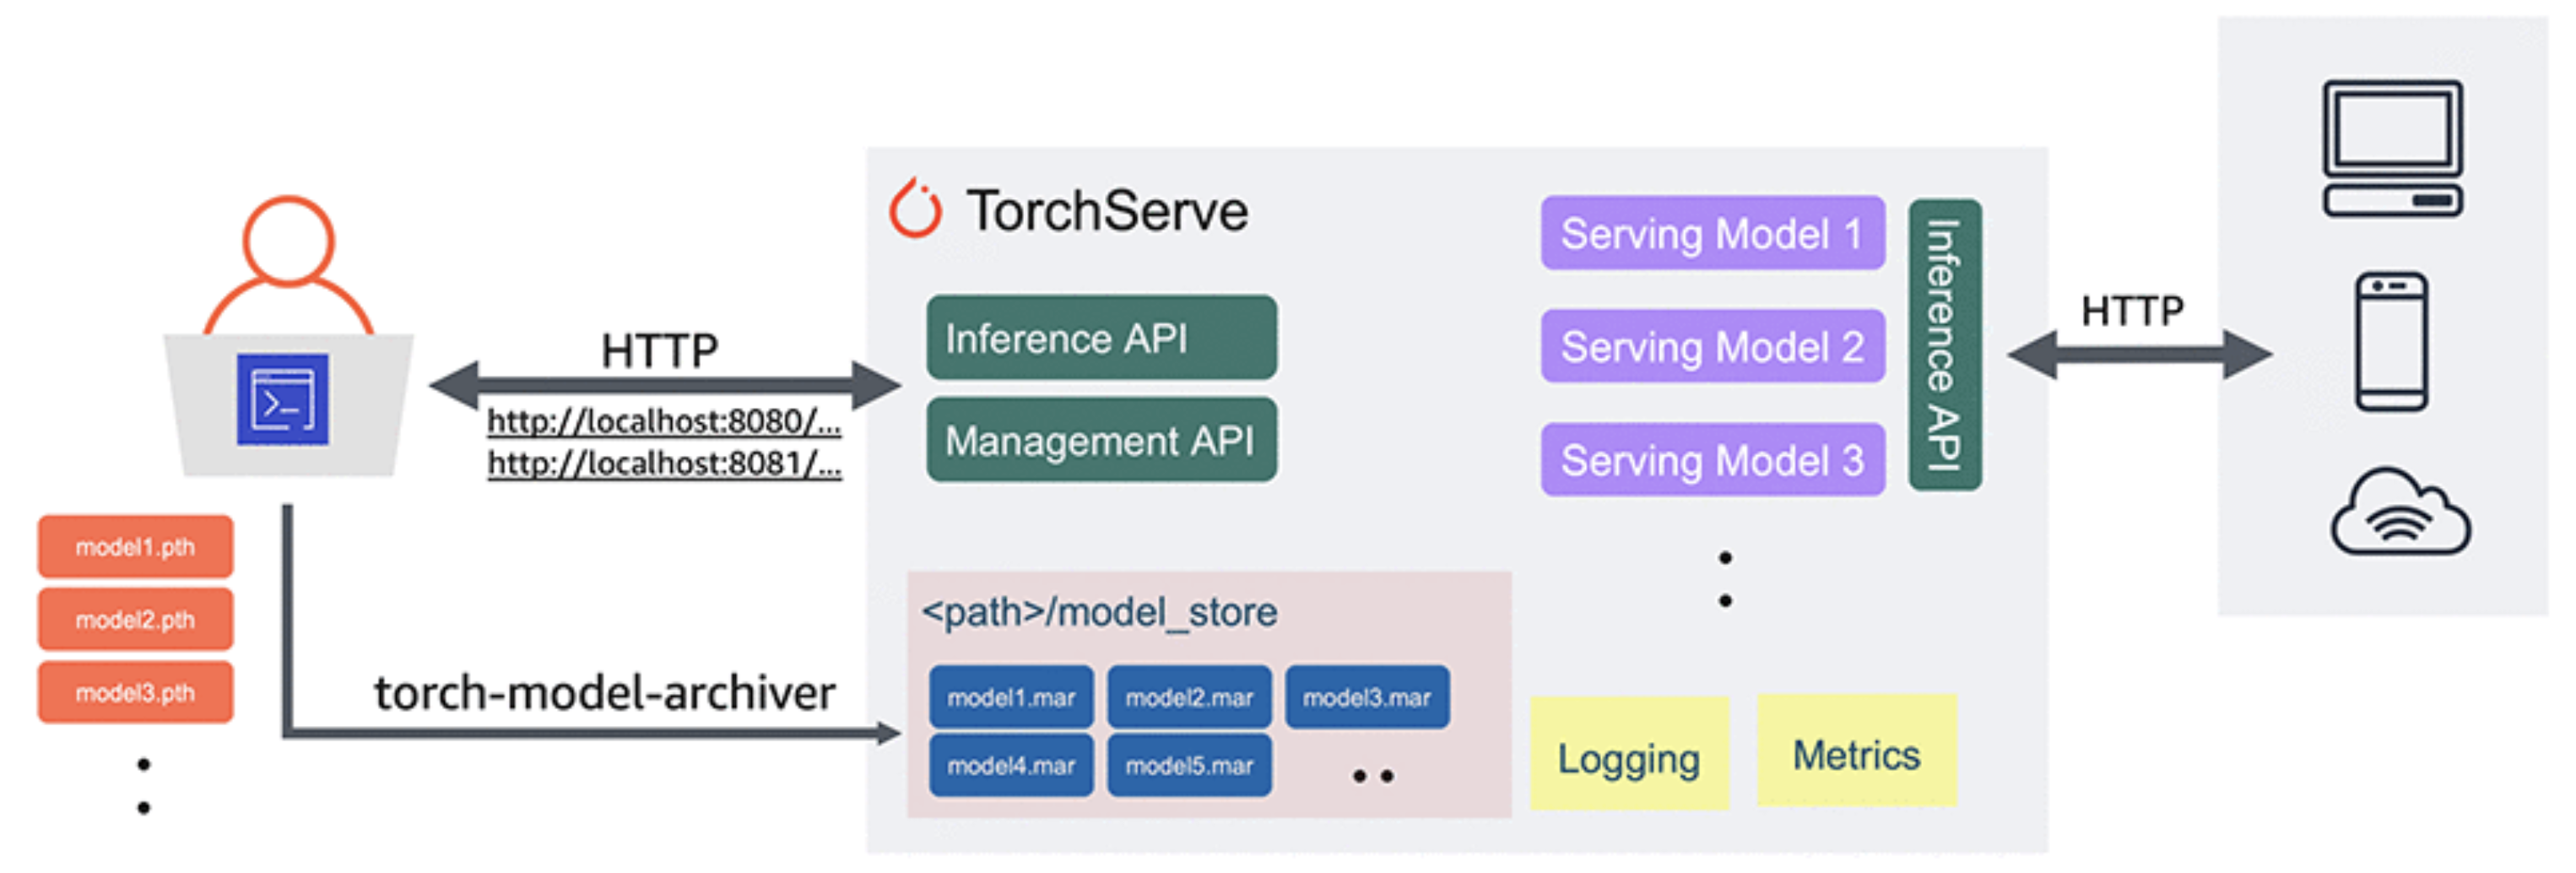 HTTP
http://localhost:8080/...
http://localhost:8081/...
model1.pth
model2.pth
model3.pth
torch-model-archiver
TorchServe
Inference API
Management API
<path>/model_store
model1.mar
model2.mar
model3.mar
model4.mar
model5.mar
Serving Model 1
Serving Model 2
Serving Model 3
Inference API
Logging
Metrics
HTTP